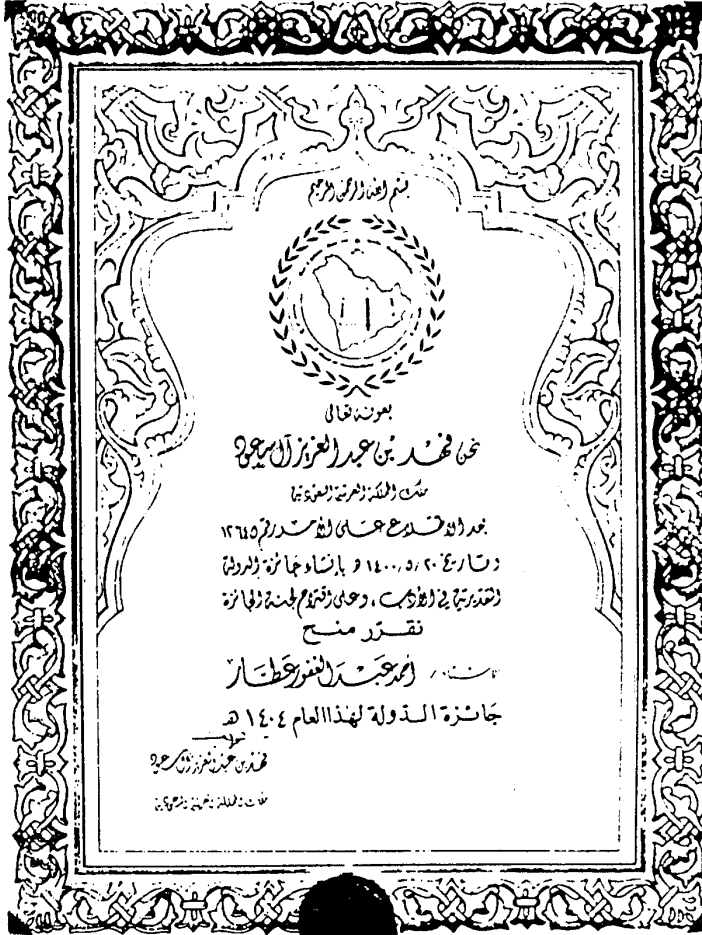 بسم الله الرحمن الرحيم
بعونه تعالى
نحن فهد بن عبد العزيز آل سعود
ملك المملكة العربية السعودية
بعد الاطلاع على الأمر رقم ١٢٦٤٥
وتاريخ ١٤٠٠/٥/٢٠ هـ بإنشاء جائزة الدولة
التقديرية في الأدب، وعلى اقتراح لجنة الجائزة
نقرر منح
الأستاذ / أحمد عبد الغفور عطار
جائزة الدولة لهذا العام ١٤٠٤ هـ
فهد بن عبد العزيز آل سعود
ملك المملكة العربية السعودية